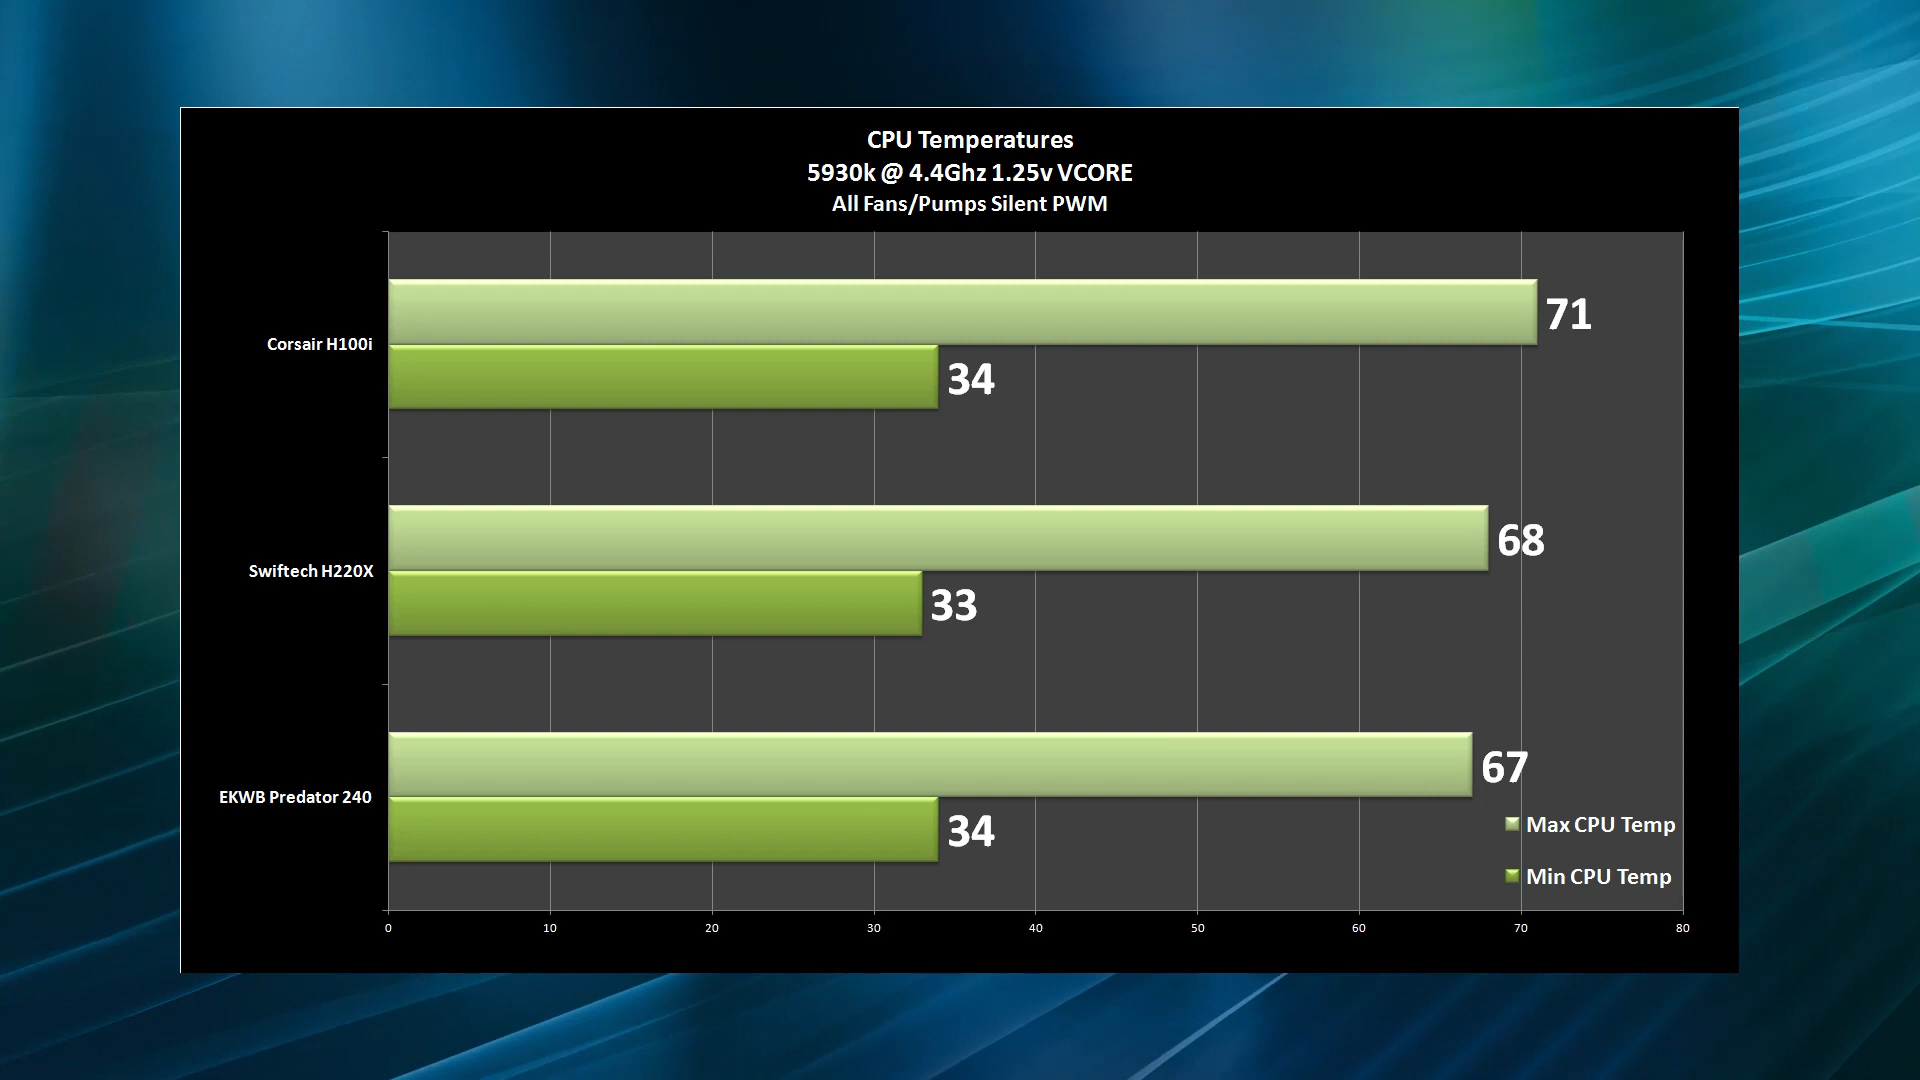 CPU Temperatures
5930k @ 4.4Ghz 1.25v VCORE
All Fans/Pumps Silent PWM
Corsair H100i
71
34
Swiftech H220X
68
33
EKWB Predator 240
67
34
Max CPU Temp
Min CPU Temp
0 10 20 30 40 50 60 70 80